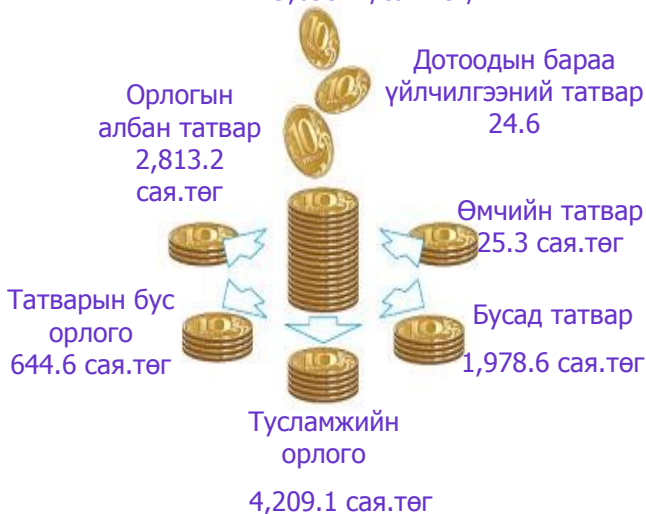 Дотоодын бараа
үйлчилгээний татвар
24.6
Орлогын
албан татвар
2,813.2
сая.төг
Өмчийн татвар
25.3 сая.төг
Татварын бус
орлого
644.6 сая.төг
Бусад татвар
1,978.6 сая.төг
Тусламжийн
орлого
4,209.1 сая.төг